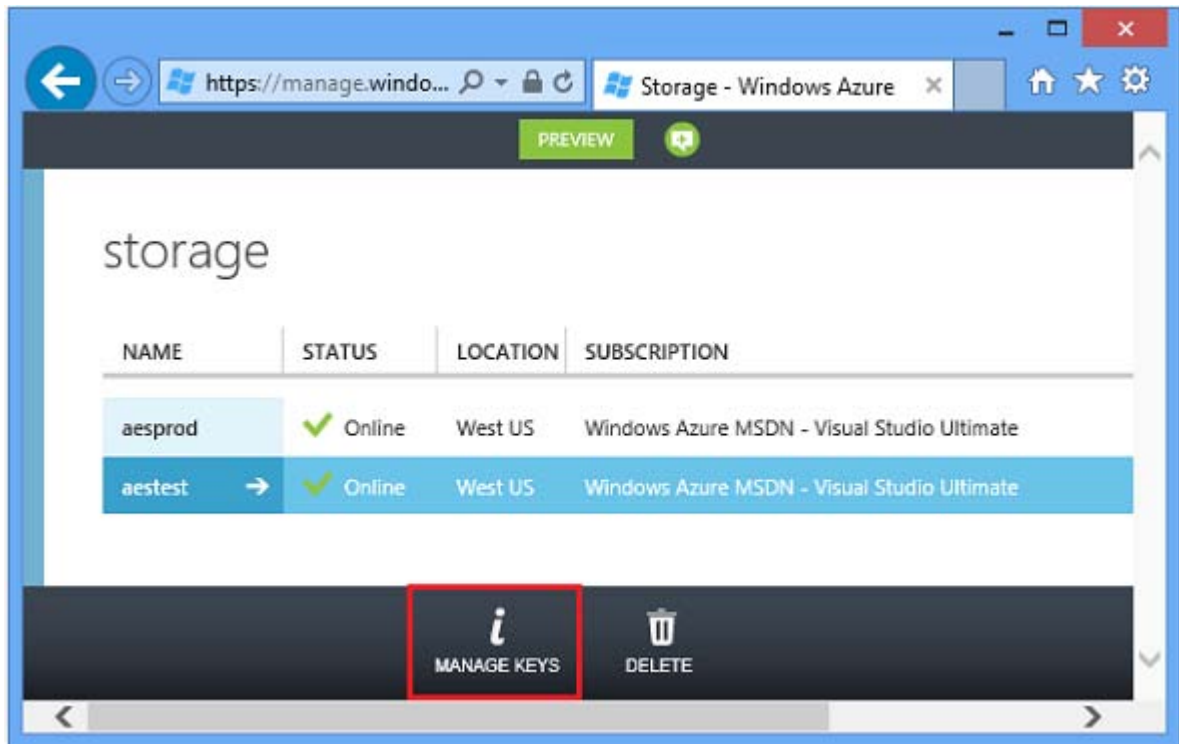 https://manage.windo...
Storage - Windows Azure
PREVIEW
storage
NAME STATUS LOCATION SUBSCRIPTION
aesprod Online West US Windows Azure MSDN - Visual Studio Ultimate
aestest Online West US Windows Azure MSDN - Visual Studio Ultimate
i
MANAGE KEYS DELETE